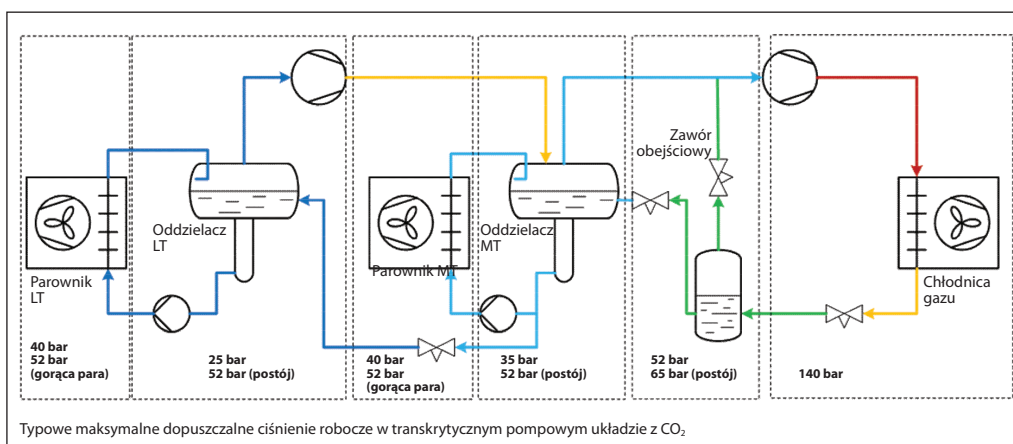 Zawór
obejściowy
Oddzielacz
LT
Oddzielacz
MT
Parownik LT
Parownik MT
Chłodnica
gazu
40 bar
52 bar
(gorąca para)
25 bar
52 bar (postój)
40 bar
52 bar
(gorąca para)
35 bar
52 bar (postój)
52 bar
65 bar (postój)
140 bar
Typowe maksymalne dopuszczalne ciśnienie robocze w transkrytycznym pompowym układzie z CO₂